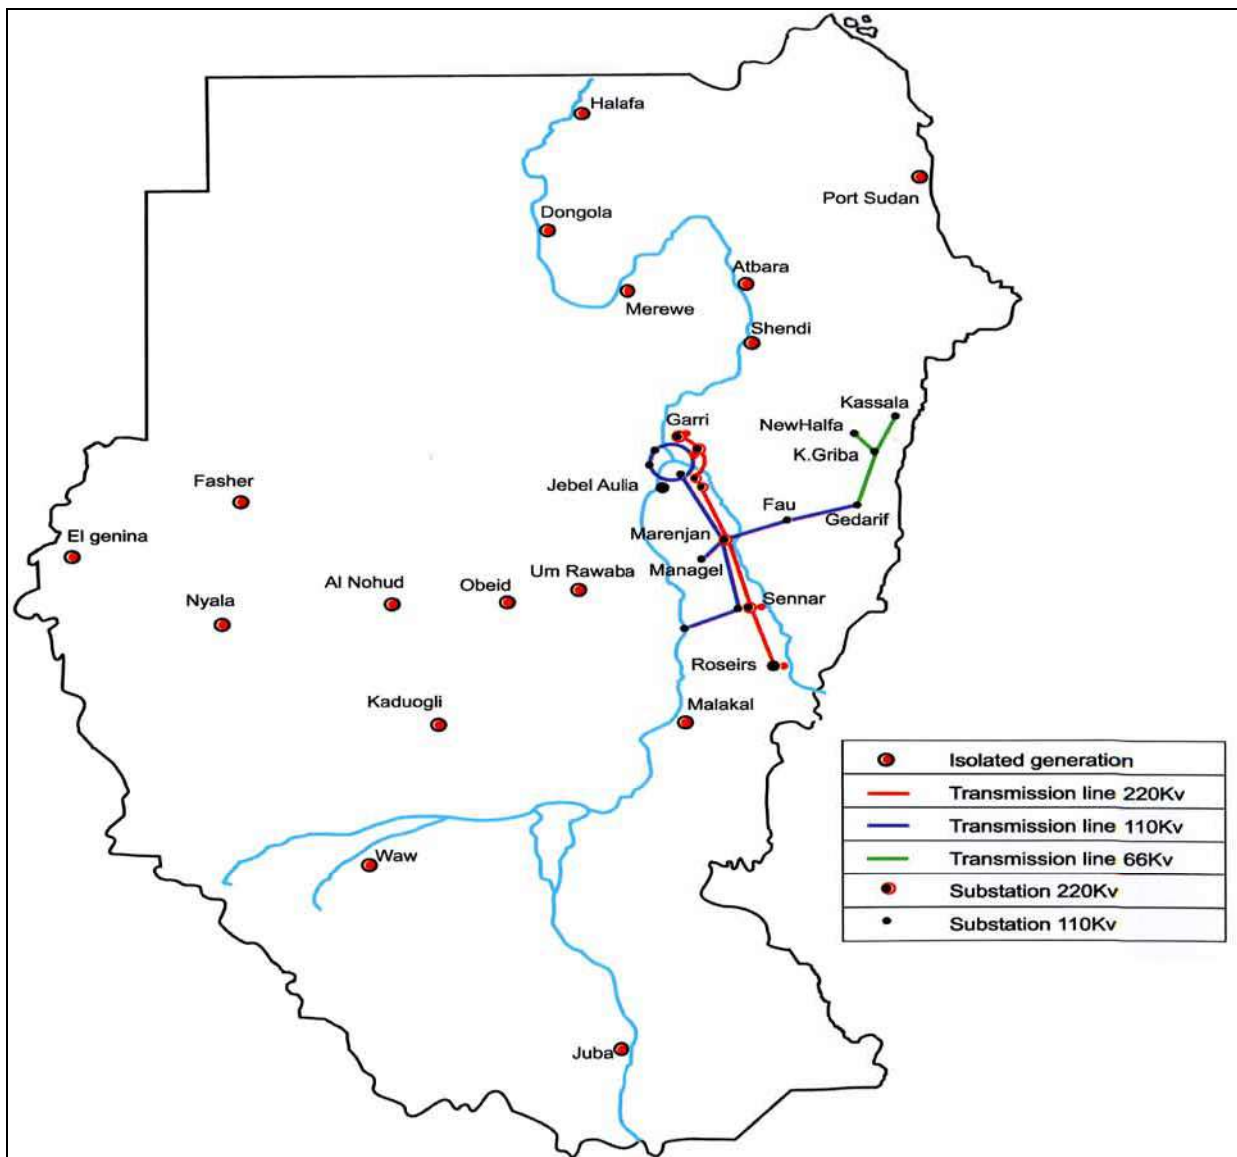 Halafa
Port Sudan
Dongola
Atbara
Merewe
Shendi
Kassala
Garri
NewHalfa
K.Griba
Fasher
Jebel Aulia
Fau
Gedarif
El genina
Marenjan
Managel
Um Rawaba
Al Nohud
Obeid
Sennar
Nyala
Roseirs
Kaduogli
Malakal
Isolated generation
Transmission line 220Kv
Transmission line 110Kv
Transmission line 66Kv
Substation 220Kv
Substation 110Kv
Waw
Juba